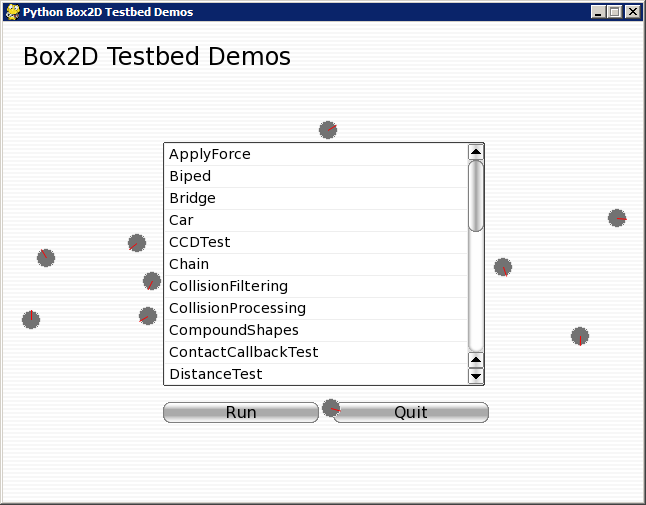 Python Box2D Testbed Demos
Box2D Testbed Demos
ApplyForce
Biped
Bridge
Car
CCDTest
Chain
CollisionFiltering
CollisionProcessing
CompoundShapes
ContactCallbackTest
DistanceTest
Run Quit